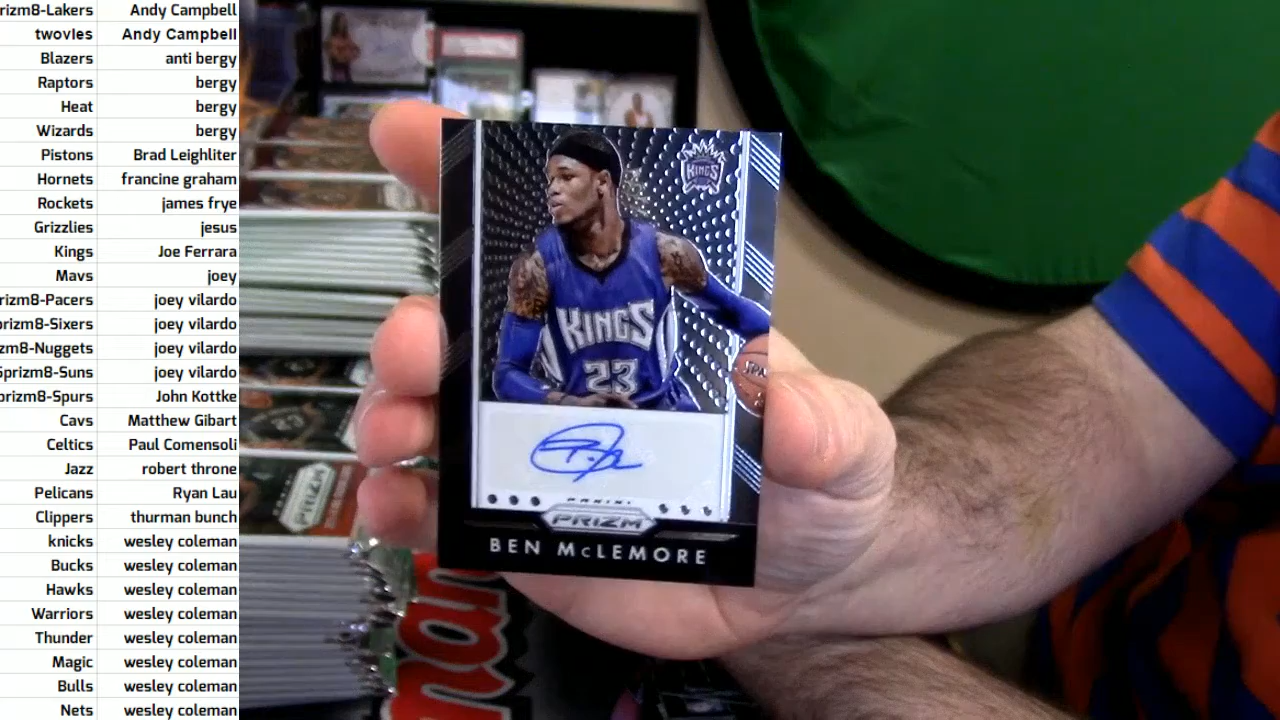 rizm8-Lakers Andy Campbell
twovies Andy Campbell
Blazers anti bergy
Raptors bergy
Heat bergy
Wizards bergy
Pistons Brad Leighliter
Hornets francine graham
Rockets james frye
Grizzlies jesus
Kings Joe Ferrara
Mavs joey
rizm8-Pacers joey vilardo
prizm8-Sixers joey vilardo
zm8-Nuggets joey vilardo
prizm8-Suns joey vilardo
prizm8-Spurs John Kottke
Cavs Matthew Gibart
Celtics Paul Comensoli
Jazz robert throne
Pelicans Ryan Lau
Clippers thurman bunch
knicks wesley coleman
Bucks wesley coleman
Hawks wesley coleman
Warriors wesley coleman
Thunder wesley coleman
Magic wesley coleman
Bulls wesley coleman
Nets wesley coleman
KINGS
KINGS
23
PANINI
PRIZM
BEN McLEMORE
PRIZM